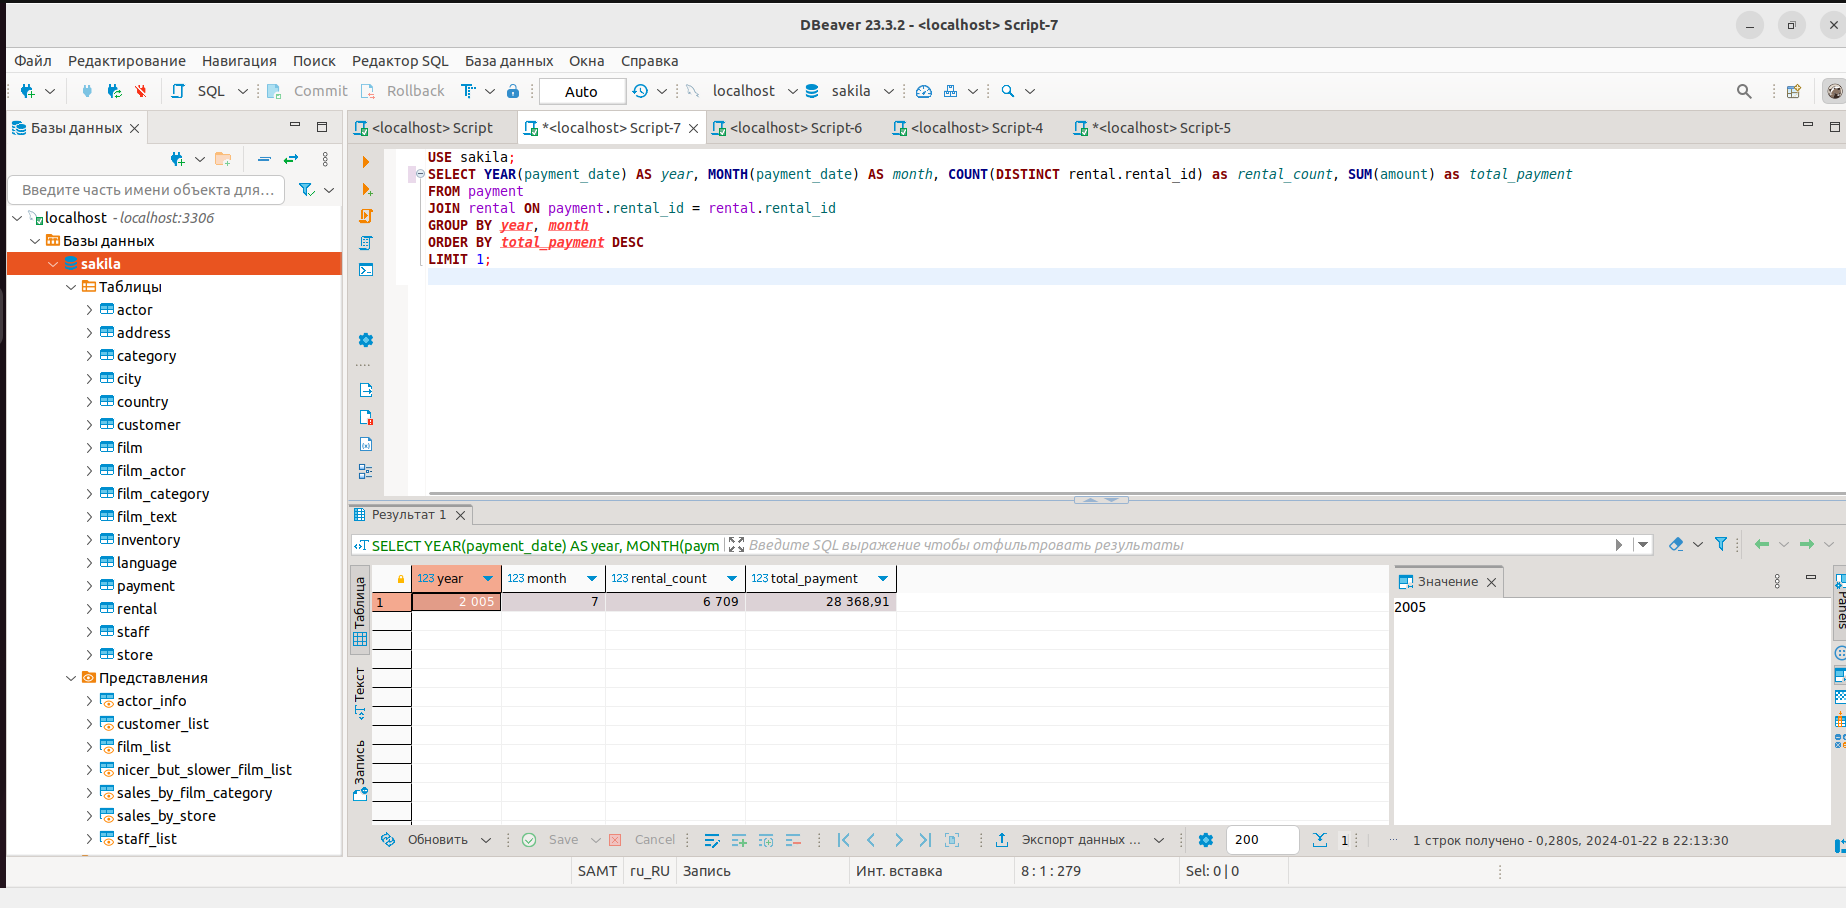 DBeaver 23.3.2 - <localhost> Script-7
Файл Редактирование Навигация Поиск Редактор SQL База данных Окна Справка
SQL Commit Rollback Auto localhost sakila
Базы данных
<localhost> Script *<localhost> Script-7 <localhost> Script-6 <localhost> Script-4 *<localhost> Script-5
Введите часть имени объекта для...
localhost - localhost:3306
Базы данных
sakila
Таблицы
actor
address
category
city
country
customer
film
film_actor
film_category
film_text
inventory
language
payment
rental
staff
store
Представления
actor_info
customer_list
film_list
nicer_but_slower_film_list
sales_by_film_category
sales_by_store
staff_list
USE sakila;
SELECT YEAR(payment_date) AS year, MONTH(payment_date) AS month, COUNT(DISTINCT rental.rental_id) as rental_count, SUM(amount) as total_payment
FROM payment
JOIN rental ON payment.rental_id = rental.rental_id
GROUP BY year, month
ORDER BY total_payment DESC
LIMIT 1;
Результат 1
SELECT YEAR(payment_date) AS year, MONTH(paym Введите SQL выражение чтобы отфильтровать результаты
Таблица
Текст
Запись
123 year 123 month 123 rental_count 123 total_payment
1 2 005 7 6 709 28 368,91
Значение
2005
Panels
Обновить Save Cancel Экспорт данных ... 200 1 ... 1 строк получено - 0,280s, 2024-01-22 в 22:13:30
SAMT ru_RU Запись Инт. вставка 8 : 1 : 279 Sel: 0 | 0